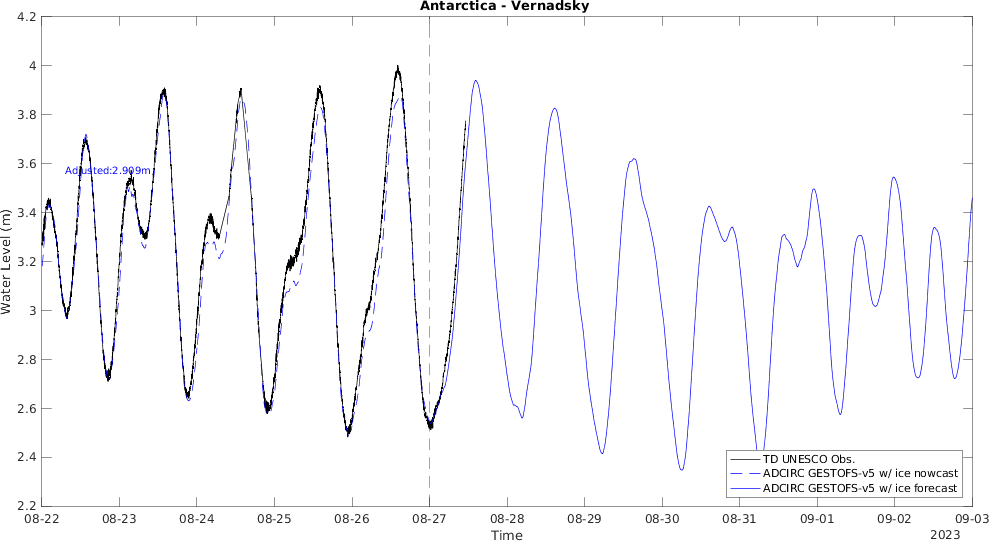 Antarctica - Vernadsky
4.2
4
3.8
3.6
3.4
3.2
3
2.8
2.6
2.4
2.2
Water Level (m)
Adjusted:2.909m
TD UNESCO Obs.
ADCIRC GESTOFS-v5 w/ ice nowcast
ADCIRC GESTOFS-v5 w/ ice forecast
08-22 08-23 08-24 08-25 08-26 08-27 08-28 08-29 08-30 08-31 09-01 09-02 09-03
Time
2023